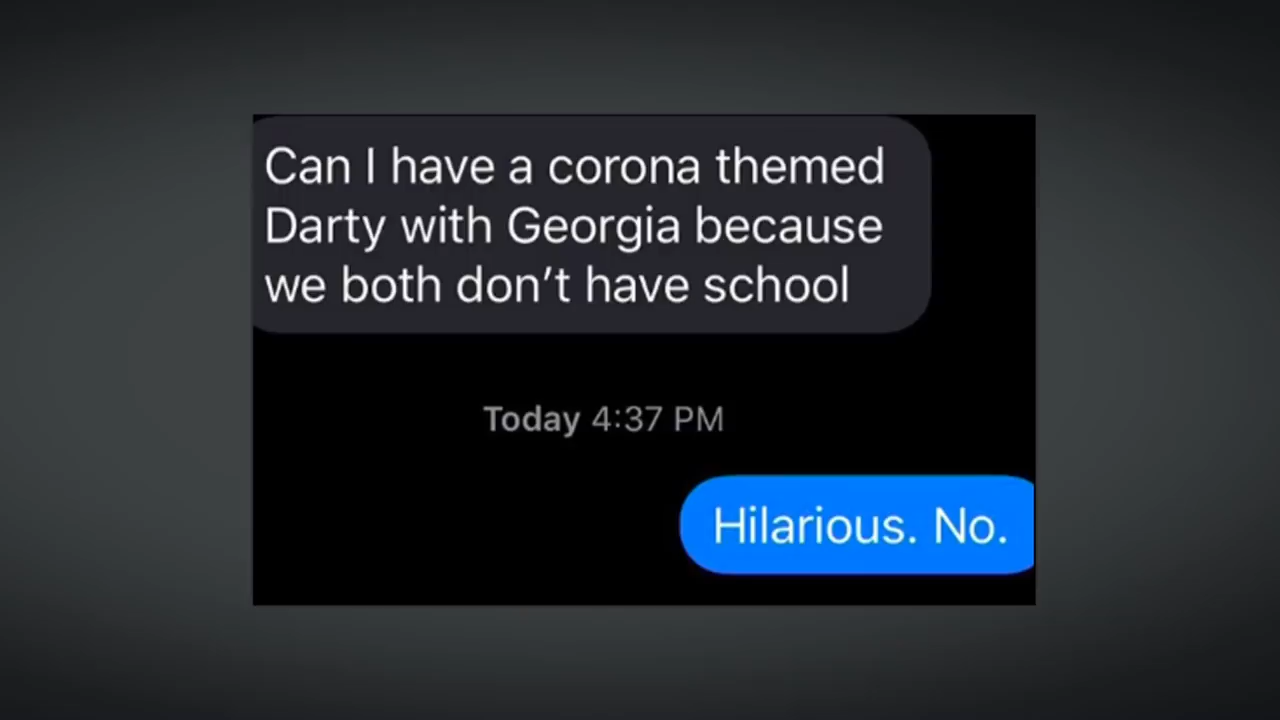 Can I have a corona themed
Darty with Georgia because
we both don’t have school
Today 4:37 PM
Hilarious. No.